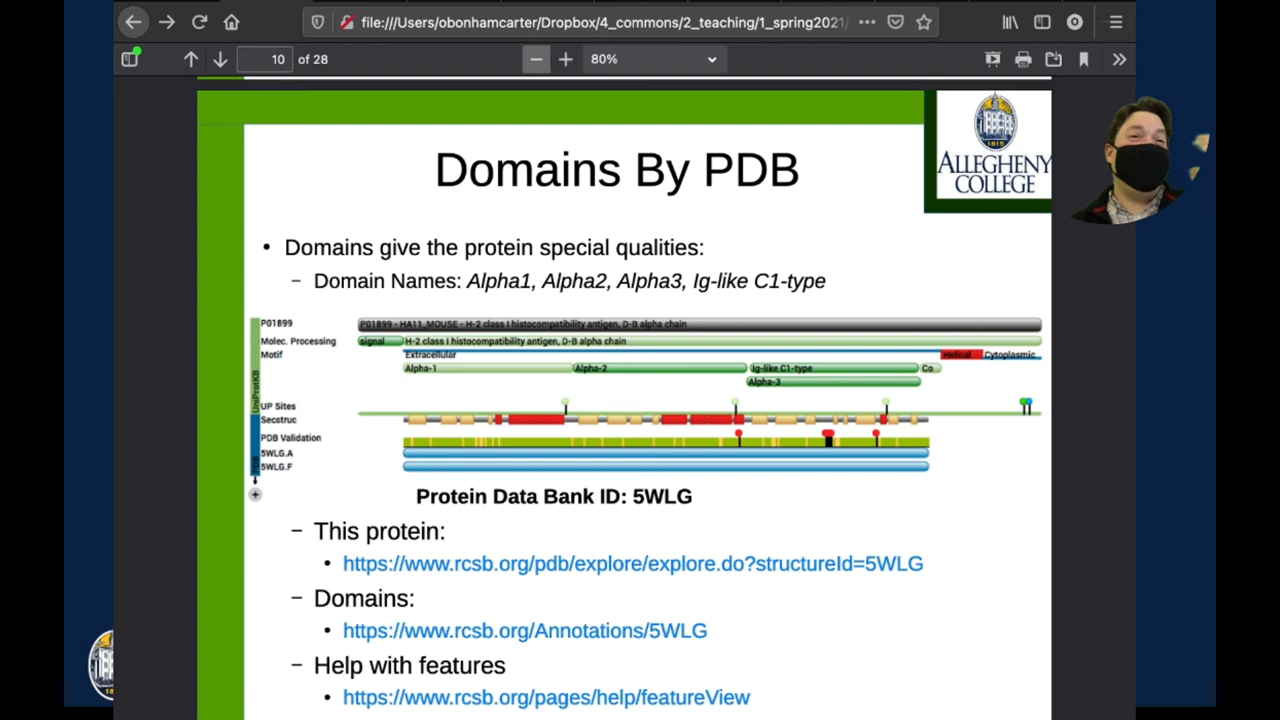 file:///Users/obonhamcarter/Dropbox/4_commons/2_teaching/1_spring2021/
10 of 28
80%
Domains By PDB
1815
ALLEGHENY
COLLEGE
• Domains give the protein special qualities:
– Domain Names: Alpha1, Alpha2, Alpha3, Ig-like C1-type
P01899
P01899 - HA11_MOUSE - H-2 class I histocompatibility antigen, D-B alpha chain
Molec. Processing
signal
H-2 class I histocompatibility antigen, D-B alpha chain
Motif
Extracellular
Helical
Cytoplasmic
Alpha-1
Alpha-2
Ig-like C1-type
Co
Alpha-3
UniProtKB
UP Sites
Secstruc
PDB Validation
PDB
5WLG.A
5WLG.F
Protein Data Bank ID: 5WLG
– This protein:
• https://www.rcsb.org/pdb/explore/explore.do?structureId=5WLG
– Domains:
• https://www.rcsb.org/Annotations/5WLG
– Help with features
• https://www.rcsb.org/pages/help/featureView